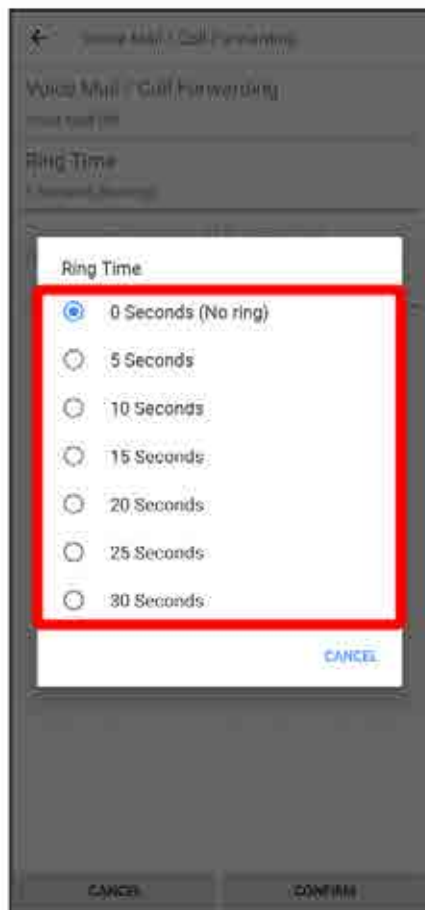 Voice Mail / Call Forwarding
Voice Mail / Call Forwarding
Ring Time
Ring Time
0 Seconds (No ring)
5 Seconds
10 Seconds
15 Seconds
20 Seconds
25 Seconds
30 Seconds
CANCEL
CANCEL
CONFIRM